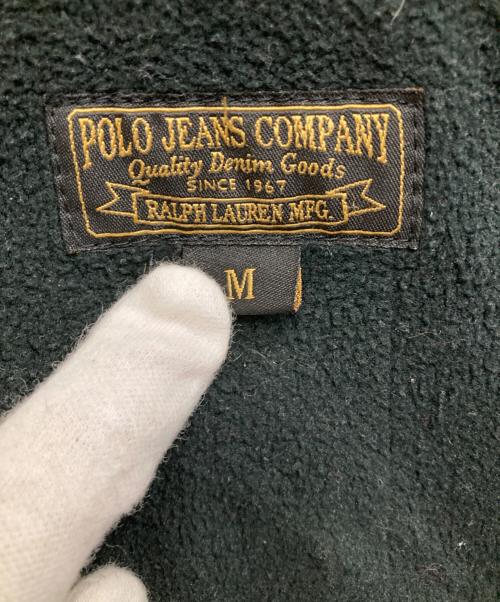 POLO JEANS COMPANY
Quality Denim Goods
SINCE 1967
RALPH LAUREN MFG.
M